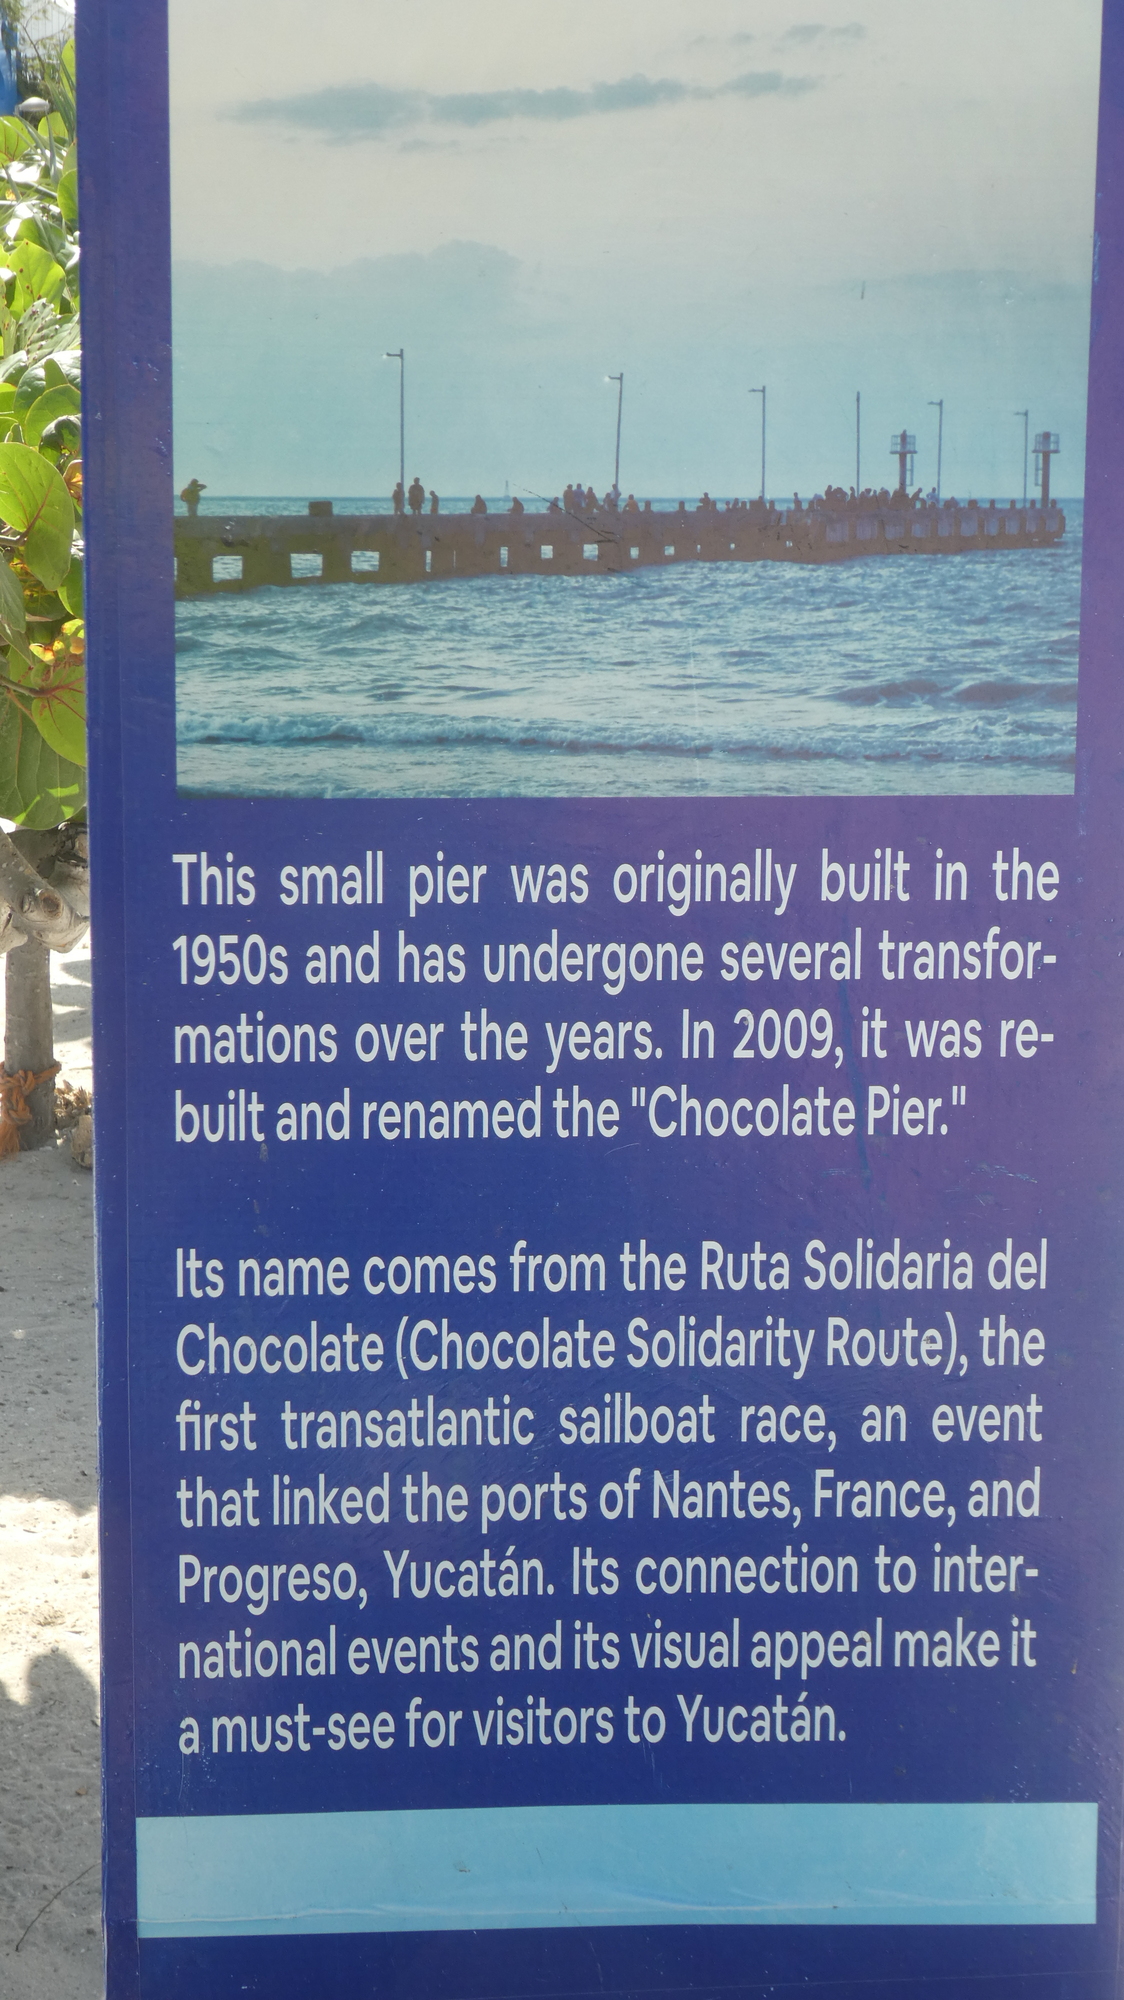 This small pier was originally built in the
1950s and has undergone several transfor-
mations over the years. In 2009, it was re-
built and renamed the "Chocolate Pier."
Its name comes from the Ruta Solidaria del
Chocolate (Chocolate Solidarity Route), the
first transatlantic sailboat race, an event
that linked the ports of Nantes, France, and
Progreso, Yucatán. Its connection to inter-
national events and its visual appeal make it
a must-see for visitors to Yucatán.